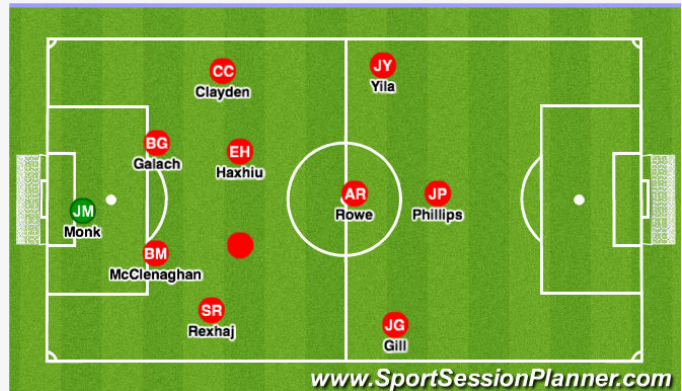 CC
Clayden
JY
Yila
BG
Galach
EH
Haxhiu
AR
Rowe
JP
Phillips
JM
Monk
BM
McClenaghan
SR
Rexhaj
JG
Gill
www.SportSessionPlanner.com